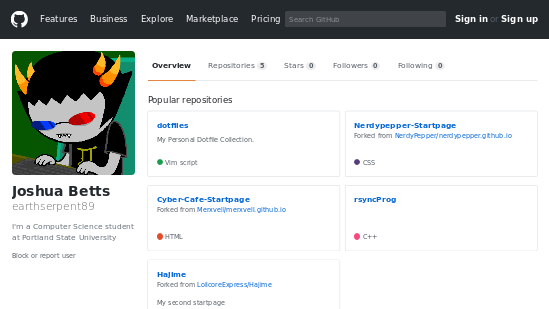 Features Business Explore Marketplace Pricing Search GitHub Sign in or Sign up
Overview Repositories 5 Stars 0 Followers 0 Following 0
Popular repositories
dotfiles
My Personal Dotfile Collection.
Vim script
Nerdypepper-Startpage
Forked from NerdyPepper/nerdypepper.github.io
CSS
Cyber-Cafe-Startpage
Forked from Merxvell/merxvell.github.io
HTML
rsyncProg
C++
Hajime
Forked from LolicoreExpress/Hajime
My second startpage
Joshua Betts
earthserpent89
I'm a Computer Science student
at Portland State University
Block or report user